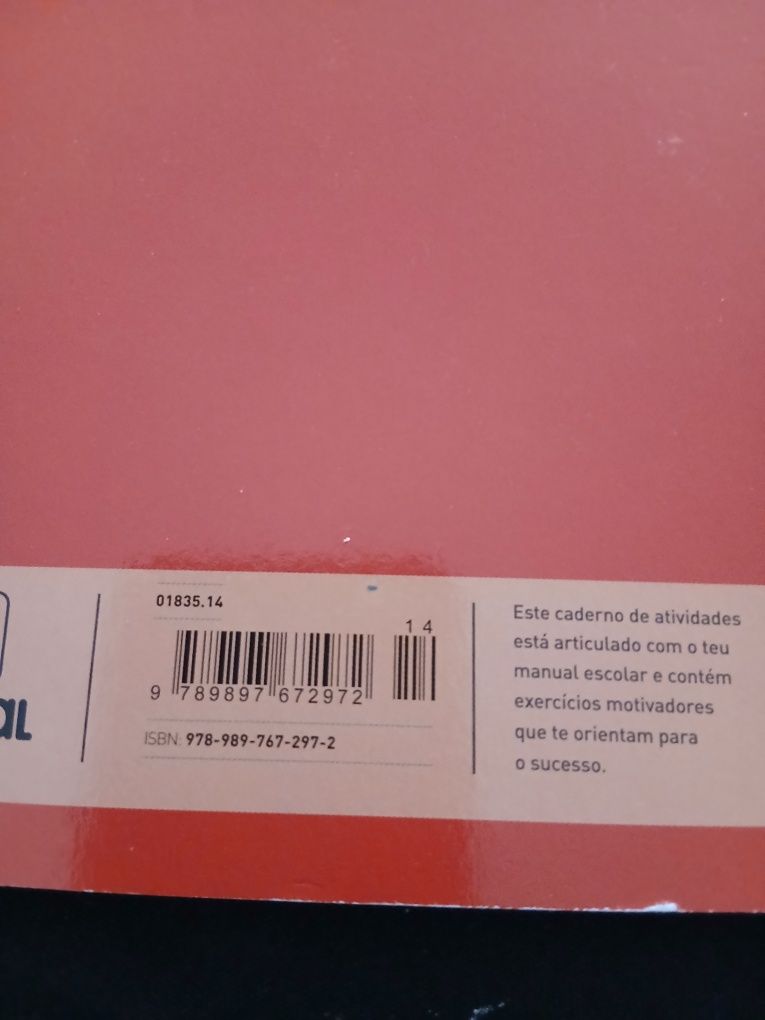 01835.14
14
9 789897 672972
ISBN: 978-989-767-297-2
Este caderno de atividades
está articulado com o teu
manual escolar e contém
exercícios motivadores
que te orientam para
o sucesso.